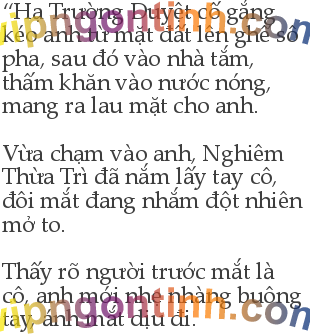 “Hạ Trường Duyệt cố gắng
kéo anh từ mặt đất lên ghế sô
pha, sau đó vào nhà tắm,
thấm khăn vào nước nóng,
mang ra lau mặt cho anh.
Vừa chạm vào anh, Nghiêm
Thừa Trì đã nắm lấy tay cô,
đôi mắt đang nhắm đột nhiên
mở to.
Thấy rõ người trước mắt là
cô, anh mới nhẹ nhàng buông
tay, ánh mắt dịu đi.